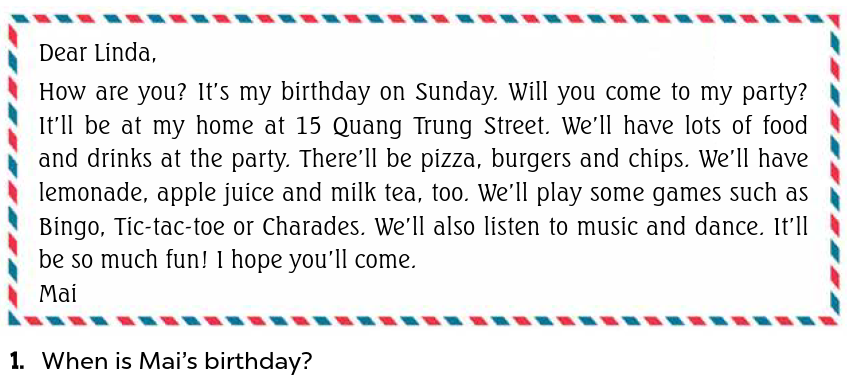 Dear Linda,
How are you? It's my birthday on Sunday. Will you come to my party?
It'll be at my home at 15 Quang Trung Street. We'll have lots of food
and drinks at the party. There'll be pizza, burgers and chips. We'll have
lemonade, apple juice and milk tea, too. We'll play some games such as
Bingo, Tic-tac-toe or Charades. We'll also listen to music and dance. It'll
be so much fun! I hope you'll come.
Mai
1. When is Mai's birthday?